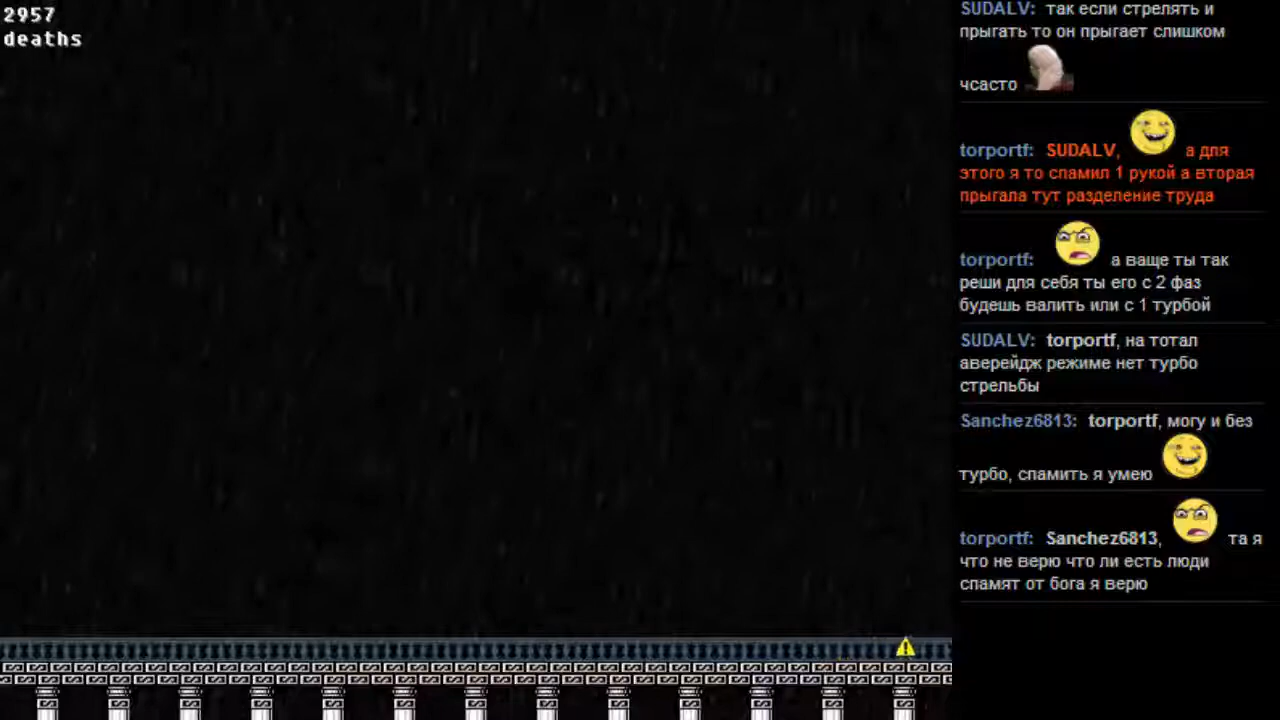 2957
deaths
SUDALV: так если стрелять и
прыгать то он прыгает слишком
чсасто
torportf: SUDALV, а для
этого я то спамил 1 рукой а вторая
прыгала тут разделение труда
torportf: а ваще ты так
реши для себя ты его с 2 фаз
будешь валить или с 1 турбой
SUDALV: torportf, на тотал
аверейдж режиме нет турбо
стрельбы
Sanchez6813: torportf, могу и без
турбо, спамить я умею
torportf: Sanchez6813, та я
что не верю что ли есть люди
спамят от бога я верю